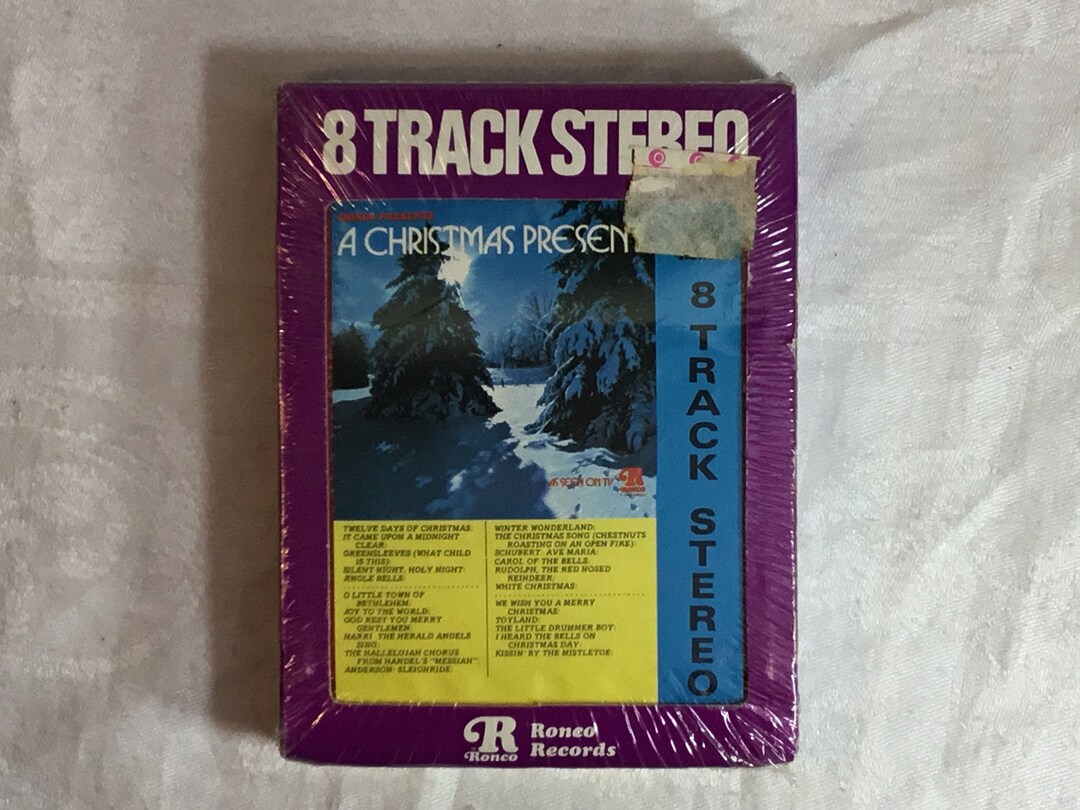 8 TRACK STEREO
RONCO PRESENTS
A CHRISTMAS PRESEN
AS SEEN ON TV
R
RONCO
8 TRACK STEREO
TWELVE DAYS OF CHRISTMAS:
IT CAME UPON A MIDNIGHT
CLEAR:
GREENSLEEVES (WHAT CHILD
IS THIS):
SILENT NIGHT, HOLY NIGHT:
JINGLE BELLS:
O LITTLE TOWN OF
BETHLEHEM:
JOY TO THE WORLD:
GOD REST YOU MERRY
GENTLEMEN:
HARK! THE HERALD ANGELS
SING:
THE HALLELUJAH CHORUS
FROM HANDEL'S "MESSIAH":
ANDERSON: SLEIGHRIDE:
WINTER WONDERLAND:
THE CHRISTMAS SONG (CHESTNUTS
ROASTING ON AN OPEN FIRE):
SCHUBERT AVE MARIA:
CAROL OF THE BELLS:
RUDOLPH, THE RED NOSED
REINDEER:
WHITE CHRISTMAS:
WE WISH YOU A MERRY
CHRISTMAS:
TOYLAND:
THE LITTLE DRUMMER BOY:
I HEARD THE BELLS ON
CHRISTMAS DAY:
KISSIN' BY THE MISTLETOE:
R
Ronco
Ronco
Records